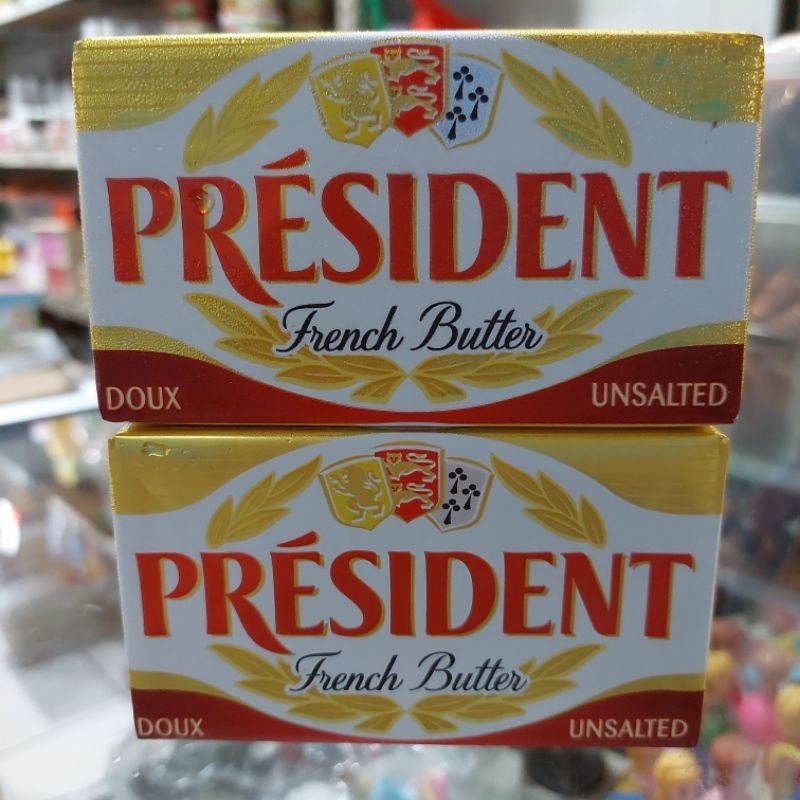 PRÉSIDENT
French Butter
DOUX UNSALTED
PRÉSIDENT
French Butter
DOUX UNSALTED